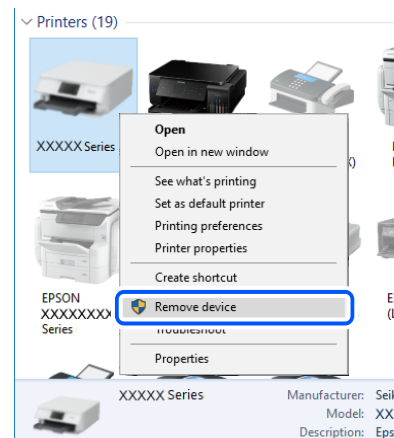 Printers (19)
XXXXX Series
Open
Open in new window
See what's printing
Set as default printer
Printing preferences
Printer properties
Create shortcut
Remove device
Troubleshoot
Properties
EPSON
XXXXXXXX
Series
XXXXX Series
Manufacturer:
Model:
Description: